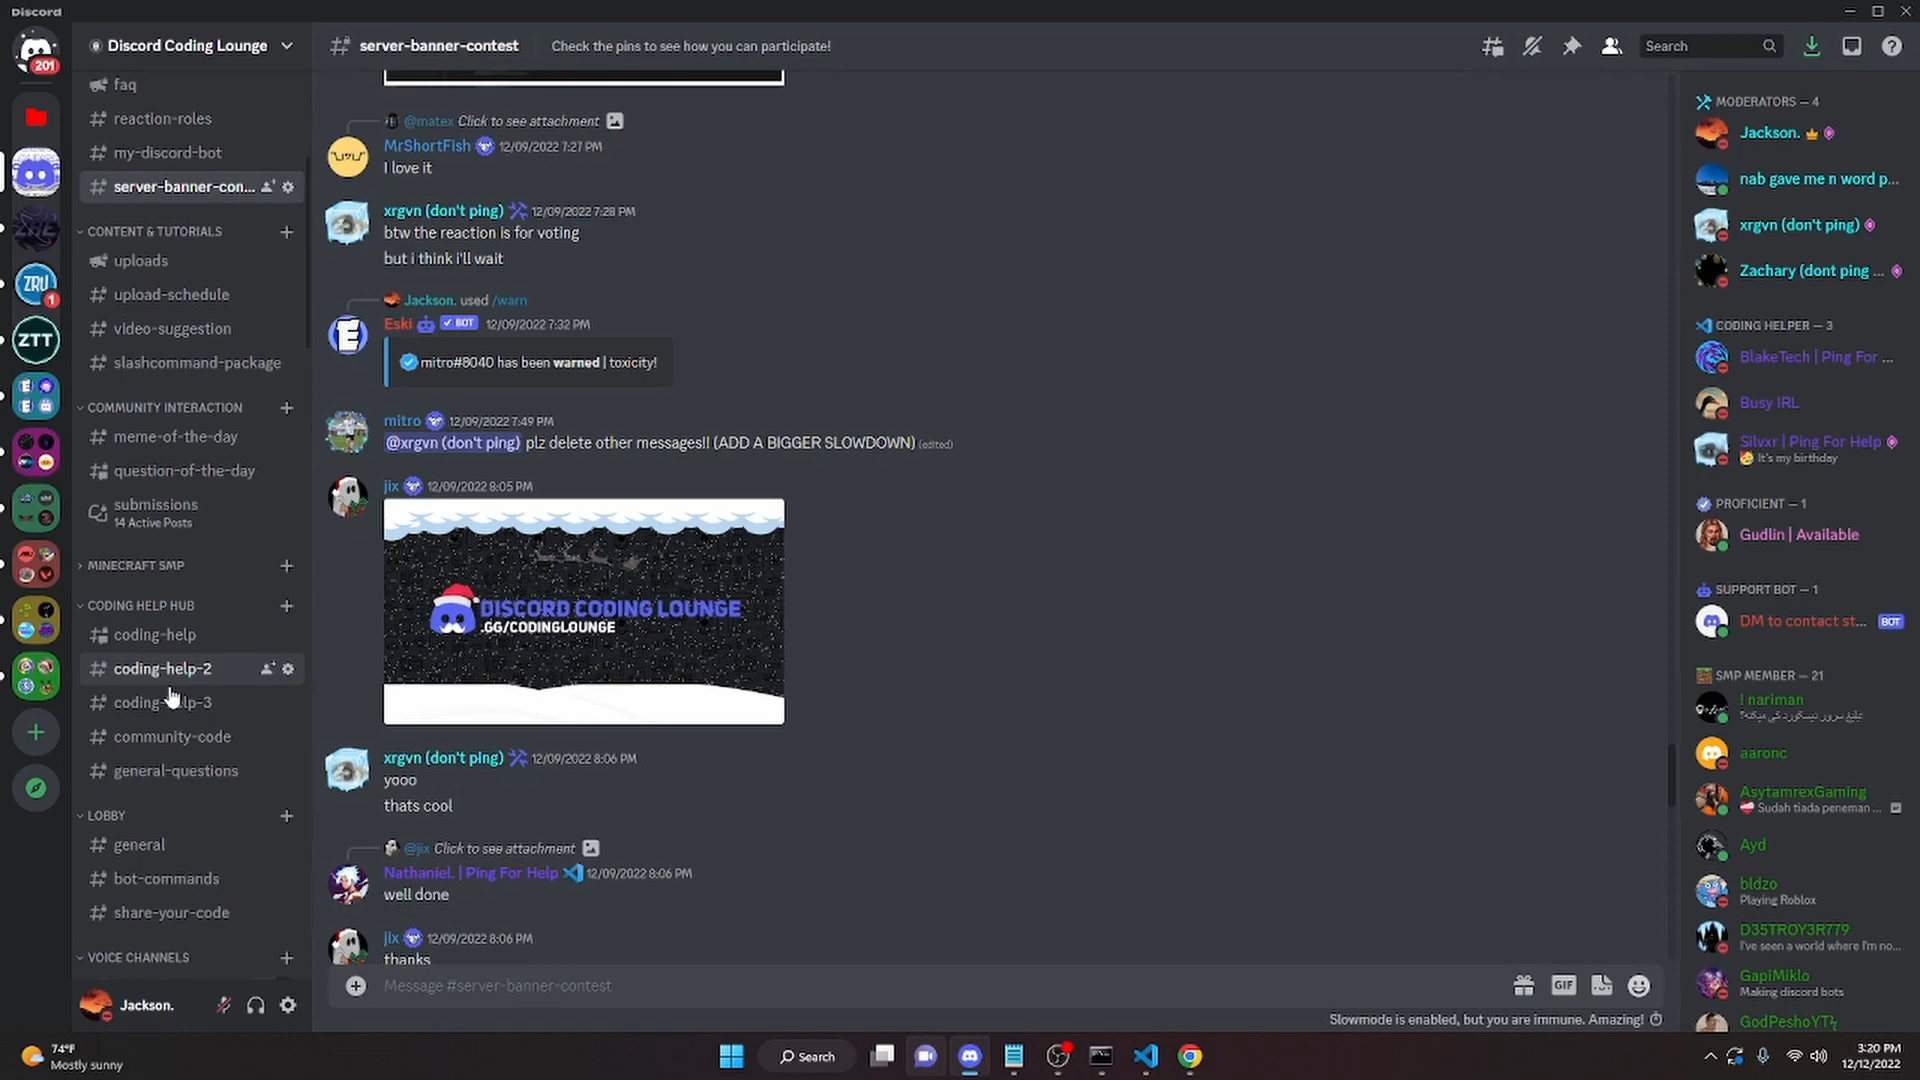 Discord
201
Discord Coding Lounge
server-banner-contest
Check the pins to see how you can participate!
Search
faq
reaction-roles
my-discord-bot
server-banner-con...
CONTENT & TUTORIALS
uploads
upload-schedule
video-suggestion
slashcommand-package
COMMUNITY INTERACTION
meme-of-the-day
question-of-the-day
submissions
14 Active Posts
MINECRAFT SMP
CODING HELP HUB
coding-help
coding-help-2
community-code
general-questions
LOBBY
general
bot-commands
share-your-code
VOICE CHANNELS
Jackson.
ZRU
1
ZTT
@matex Click to see attachment
MrShortFish 12/09/2022 7:27 PM
I love it
xrgvn (don't ping) 12/09/2022 7:28 PM
btw the reaction is for voting
but i think i'll wait
Jackson. used /warn
E
Eski BOT 12/09/2022 7:32 PM
mitro#8040 has been warned | toxicity!
mitro 12/09/2022 7:49 PM
@xrgvn (don't ping) plz delete other messages!! (ADD A BIGGER SLOWDOWN) (edited)
jix 12/09/2022 8:05 PM
DISCORD CODING LOUNGE
.GG/CODINGLOUNGE
xrgvn (don't ping) 12/09/2022 8:06 PM
yooo
thats cool
@jix Click to see attachment
Nathaniel. | Ping For Help 12/09/2022 8:06 PM
well done
jix 12/09/2022 8:06 PM
thanks
Message #server-banner-contest
GIF
Slowmode is enabled, but you are immune. Amazing!
MODERATORS — 4
Jackson.
nab gave me n word p...
xrgvn (don't ping)
Zachary (dont ping ...
CODING HELPER — 3
BlakeTech | Ping For ...
Busy IRL
Silvxr | Ping For Help
It's my birthday
PROFICIENT — 1
Gudlin | Available
SUPPORT BOT — 1
DM to contact st... BOT
SMP MEMBER — 21
! nariman
aaronc
AsytamrexGaming
Sudah tiada peneman ...
Ayd
bldzo
Playing Roblox
D35TROY3R779
I've seen a world where I'm no...
GapiMiklo
Making discord bots
74°F
Mostly sunny
Search
3:20 PM
12/12/2022